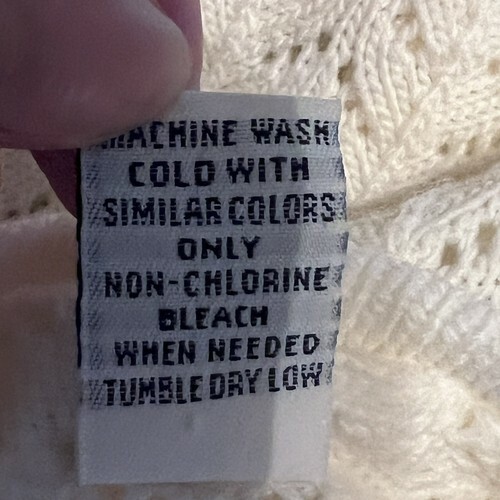 MACHINE WASH
COLD WITH
SIMILAR COLORS
ONLY
NON-CHLORINE
BLEACH
WHEN NEEDED
TUMBLE DRY LOW